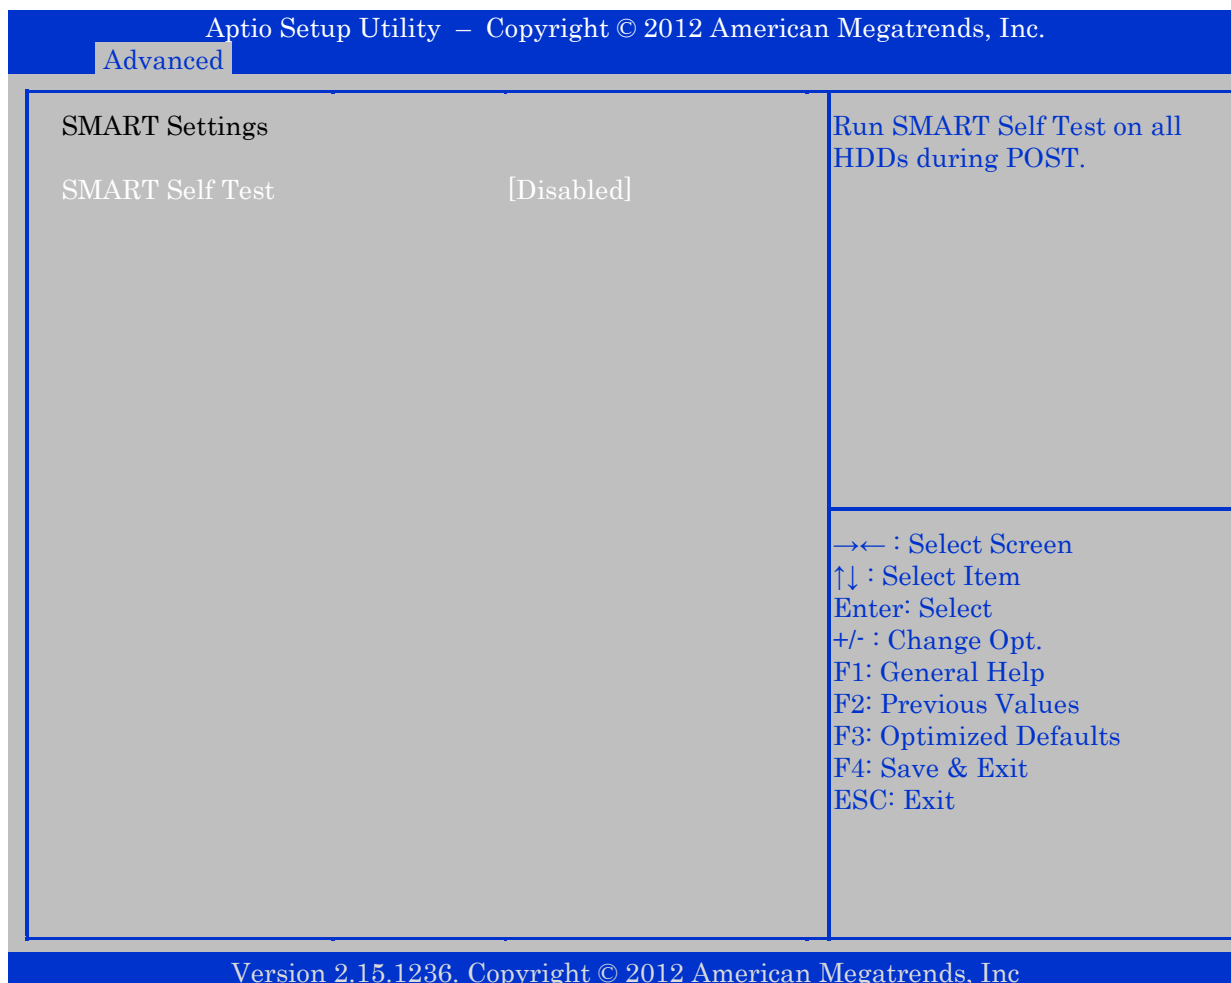 Aptio Setup Utility – Copyright © 2012 American Megatrends, Inc.
Advanced
SMART Settings
SMART Self Test [Disabled]
Run SMART Self Test on all
HDDs during POST.
→← : Select Screen
↑↓ : Select Item
Enter: Select
+/- : Change Opt.
F1: General Help
F2: Previous Values
F3: Optimized Defaults
F4: Save & Exit
ESC: Exit
Version 2.15.1236. Copyright © 2012 American Megatrends, Inc